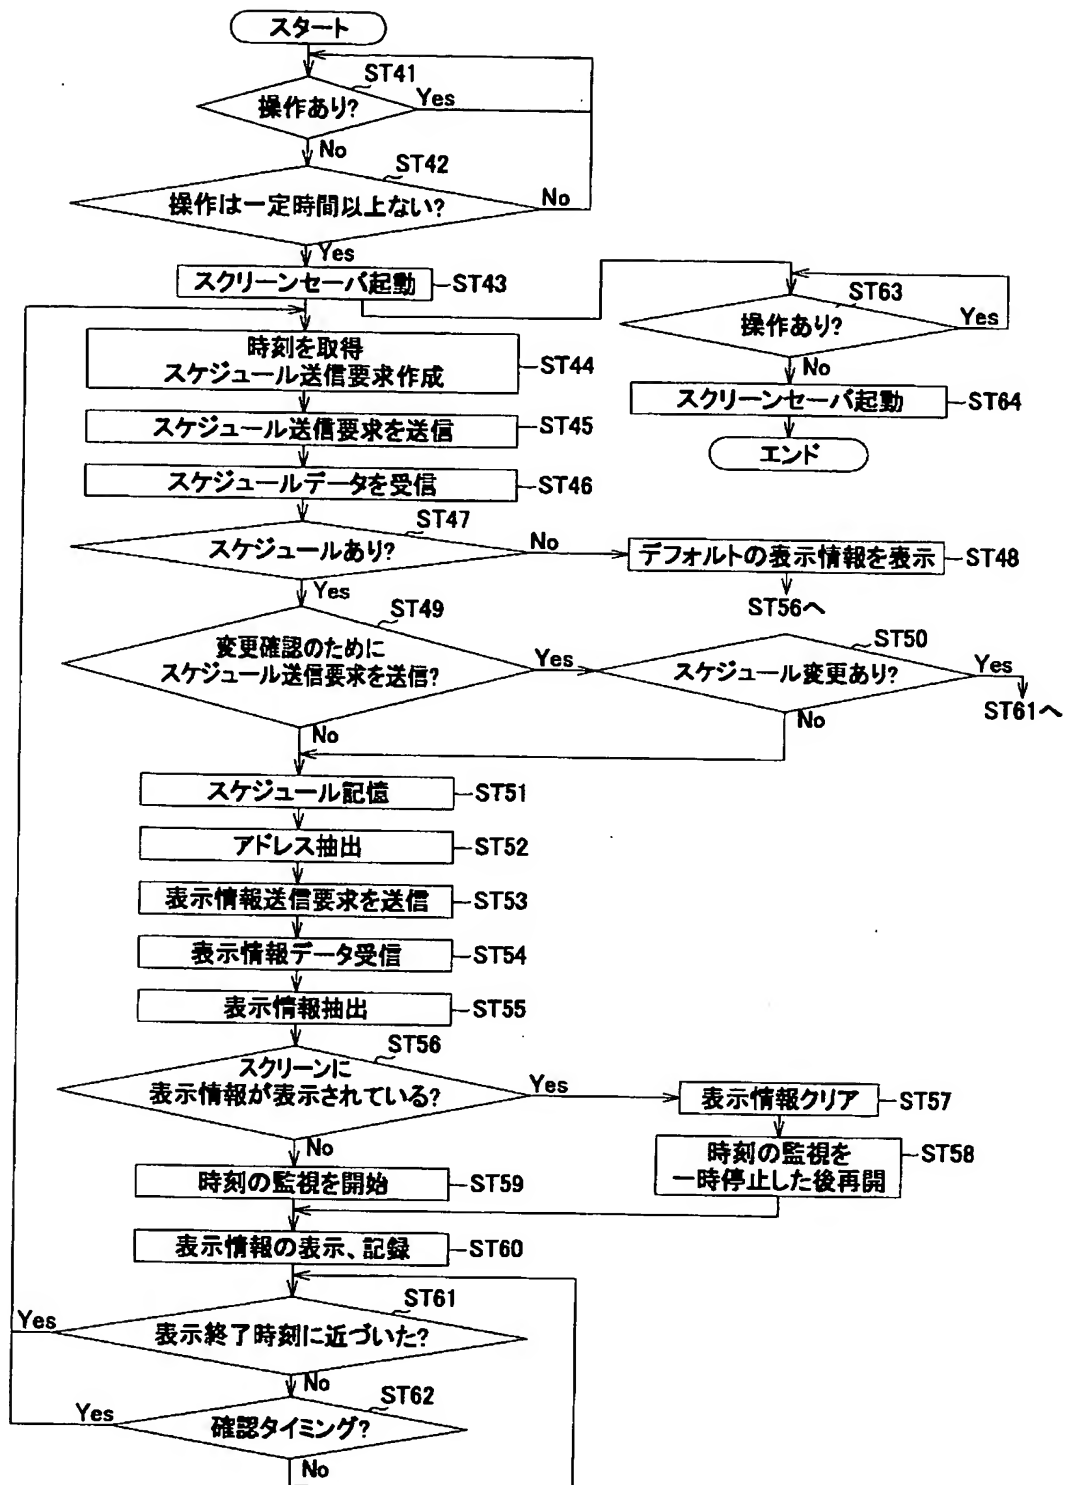 スタート
ST41
操作あり?
Yes
No
ST42
操作は一定時間以上ない?
No
Yes
スクリーンセーバ起動
ST43
ST63
操作あり?
Yes
No
スクリーンセーバ起動
ST64
エンド
時刻を取得
スケジュール送信要求作成
ST44
スケジュール送信要求を送信
ST45
スケジュールデータを受信
ST46
ST47
スケジュールあり?
No
デフォルトの表示情報を表示
ST48
ST56へ
Yes
ST49
変更確認のために
スケジュール送信要求を送信?
Yes
ST50
スケジュール変更あり?
Yes
ST61へ
No
No
スケジュール記憶
ST51
アドレス抽出
ST52
表示情報送信要求を送信
ST53
表示情報データ受信
ST54
表示情報抽出
ST55
ST56
スクリーンに
表示情報が表示されている?
Yes
表示情報クリア
ST57
時刻の監視を
一時停止した後再開
ST58
No
時刻の監視を開始
ST59
表示情報の表示、記録
ST60
ST61
表示終了時刻に近づいた?
Yes
No
ST62
確認タイミング?
Yes
No